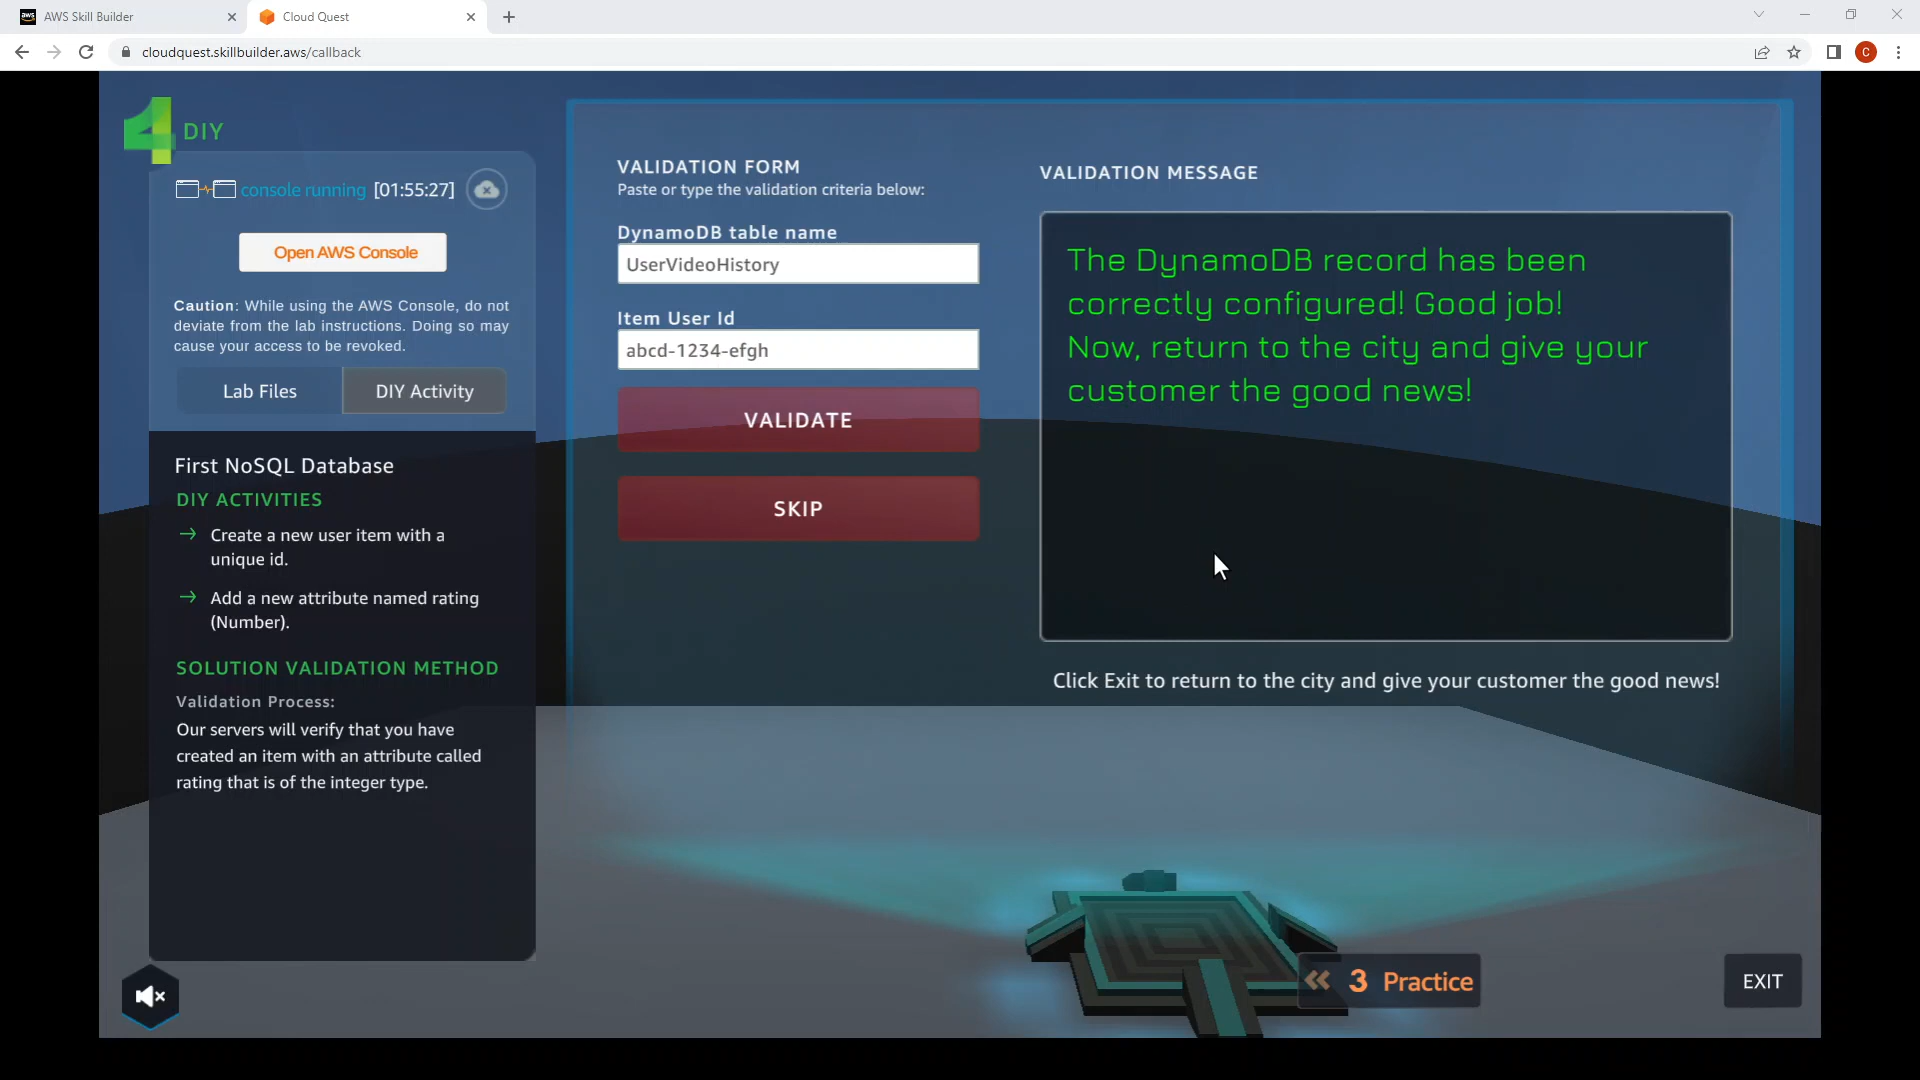 aws
AWS Skill Builder
Cloud Quest
cloudquest.skillbuilder.aws/callback
C
4 DIY
console running [01:55:27]
Open AWS Console
Caution: While using the AWS Console, do not
deviate from the lab instructions. Doing so may
cause your access to be revoked.
Lab Files
DIY Activity
First NoSQL Database
DIY ACTIVITIES
→ Create a new user item with a
unique id.
→ Add a new attribute named rating
(Number).
SOLUTION VALIDATION METHOD
Validation Process:
Our servers will verify that you have
created an item with an attribute called
rating that is of the integer type.
VALIDATION FORM
Paste or type the validation criteria below:
DynamoDB table name
UserVideoHistory
Item User Id
abcd-1234-efgh
VALIDATE
SKIP
VALIDATION MESSAGE
The DynamoDB record has been
correctly configured! Good job!
Now, return to the city and give your
customer the good news!
Click Exit to return to the city and give your customer the good news!
3 Practice
EXIT